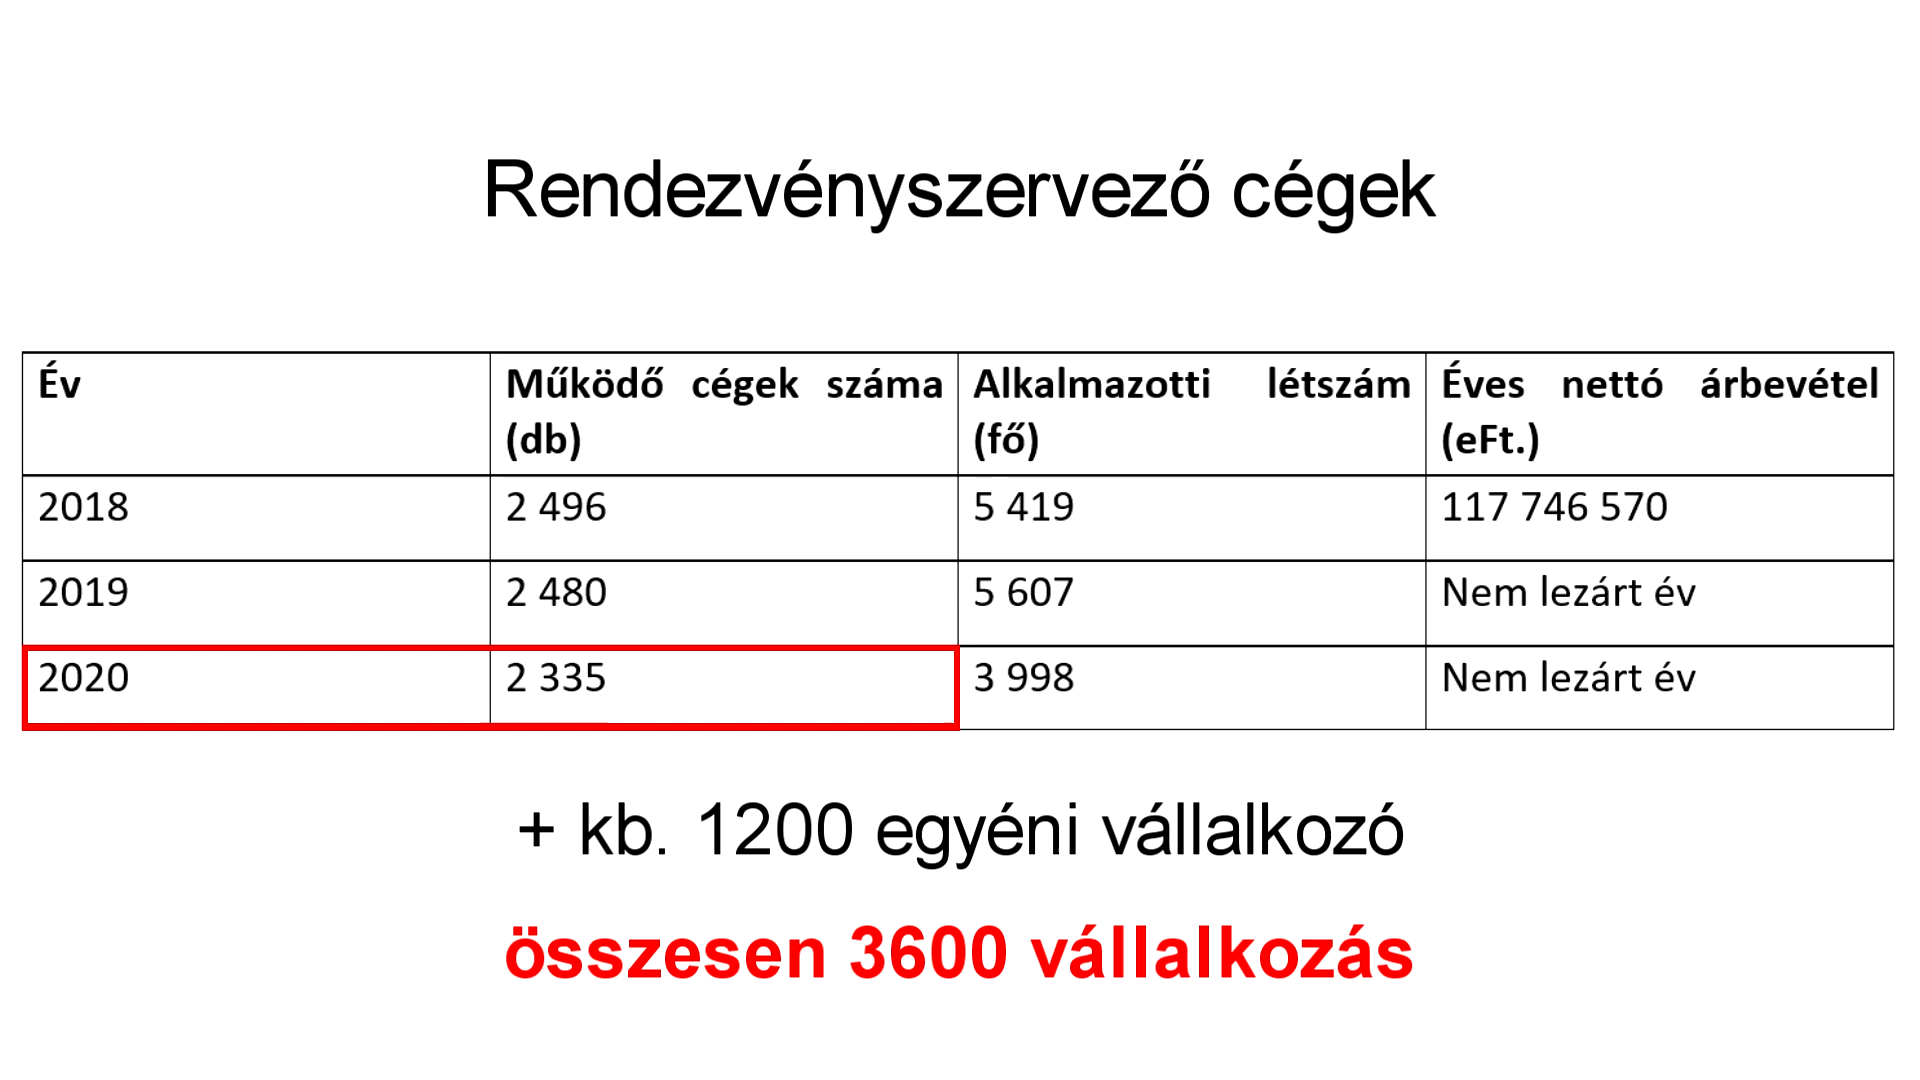 Rendezvényszervező cégek
Év
Működő cégek száma
(db)
Alkalmazotti létszám
(fő)
Éves nettó árbevétel
(eFt.)
2018
2 496
5 419
117 746 570
2019
2 480
5 607
Nem lezárt év
2020
2 335
3 998
Nem lezárt év
+ kb. 1200 egyéni vállalkozó
összesen 3600 vállalkozás